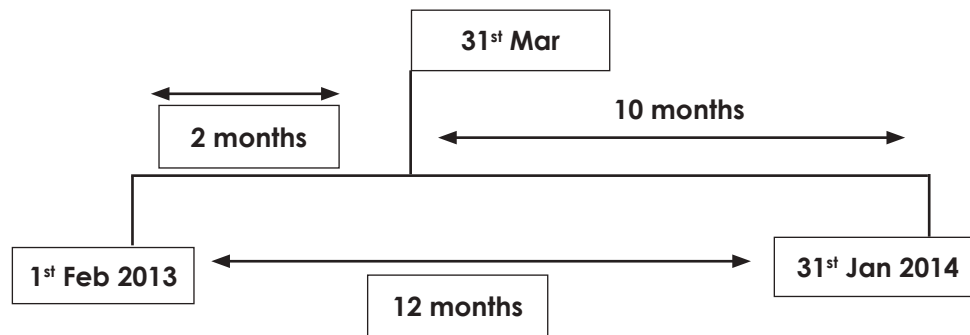 31st Mar
10 months
2 months
1st Feb 2013
31st Jan 2014
12 months